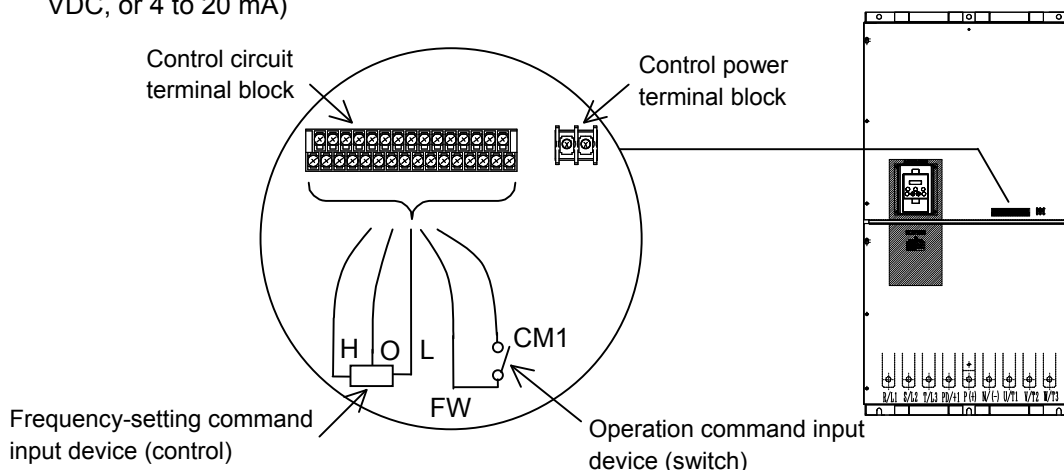 VDC, or 4 to 20 mA)
Control circuit
terminal block
Control power
terminal block
H O L
CM1
FW
Frequency-setting command
input device (control)
Operation command input
device (switch)
R/L1 S/L2 T/L3 PD/+1 P(+) N/(-) U/T1 V/T2 W/T3